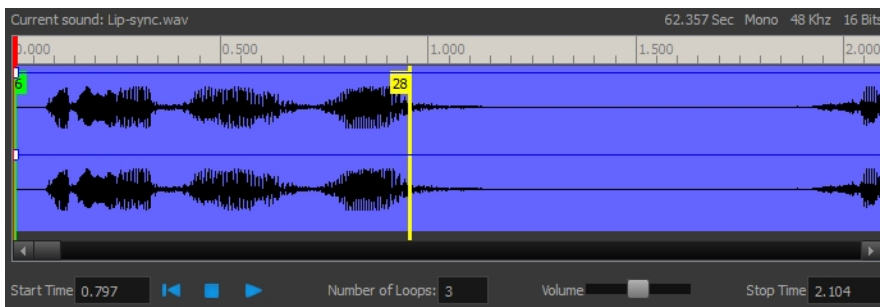 Current sound: Lip-sync.wav 62.357 Sec Mono 48 Khz 16 Bits
0.000 0.500 1.000 1.500 2.000
6 28
Start Time 0.797 Number of Loops: 3 Volume Stop Time 2.104